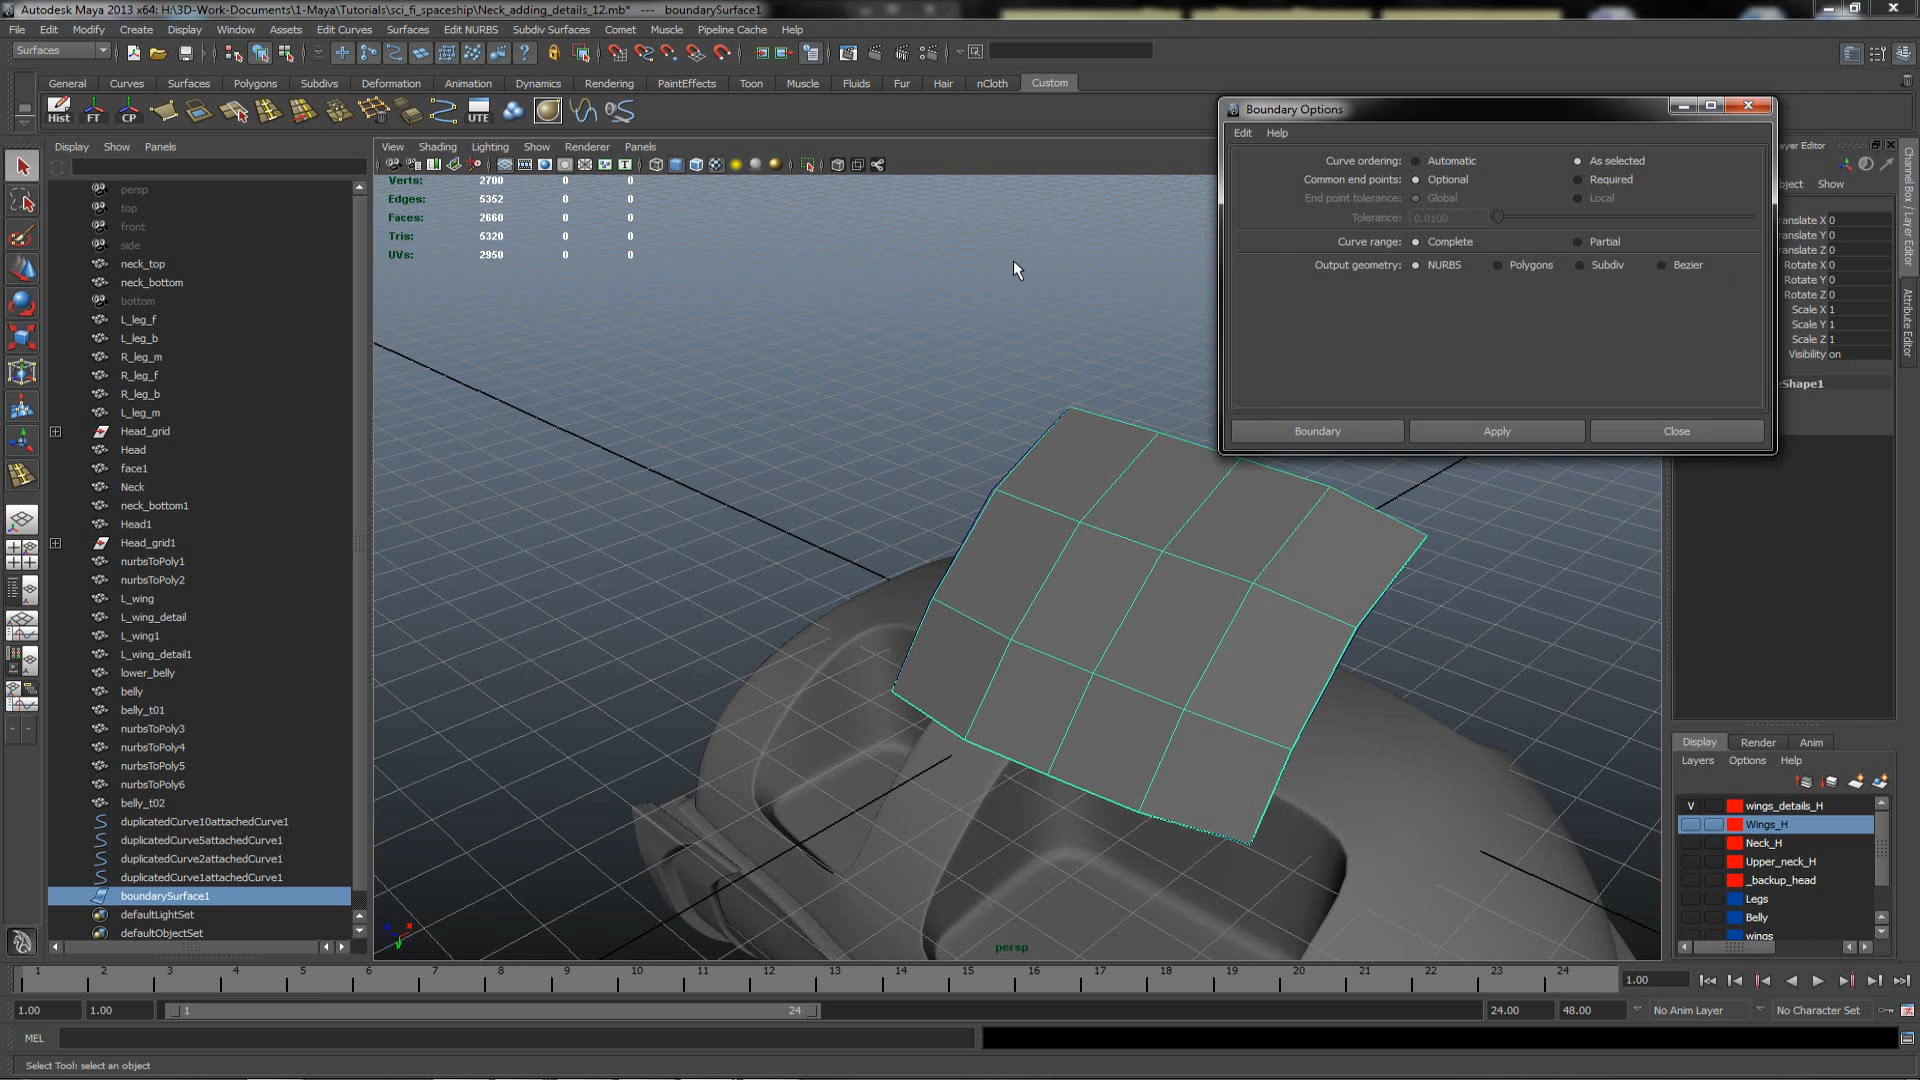 Autodesk Maya 2013 x64: H:\3D-Work-Documents\1-Maya\Tutorials\sci_fi_spaceship\Neck_adding_details_12.mb* --- boundarySurface1
File Edit Modify Create Display Window Assets Edit Curves Surfaces Edit NURBS Subdiv Surfaces Comet Muscle Pipeline Cache Help
Surfaces
General Curves Surfaces Polygons Subdivs Deformation Animation Dynamics Rendering PaintEffects Toon Muscle Fluids Fur Hair nCloth Custom
Hist FT CP UTE
Boundary Options
Edit Help
Curve ordering: Automatic As selected
Common end points: Optional Required
End point tolerance: Global Local
Tolerance: 0.0100
Curve range: Complete Partial
Output geometry: NURBS Polygons Subdiv Bezier
Boundary Apply Close
Display Show Panels
View Shading Lighting Show Renderer Panels
Verts: 2700 0 0
Edges: 5352 0 0
Faces: 2660 0 0
Tris: 5320 0 0
UVs: 2950 0 0
persp
top
front
side
neck_top
neck_bottom
bottom
L_leg_f
L_leg_b
R_leg_m
R_leg_f
R_leg_b
L_leg_m
Head_grid
Head
face1
Neck
neck_bottom1
Head1
Head_grid1
nurbsToPoly1
nurbsToPoly2
L_wing
L_wing_detail
L_wing1
L_wing_detail1
lower_belly
belly
belly_t01
nurbsToPoly3
nurbsToPoly4
nurbsToPoly5
nurbsToPoly6
belly_t02
duplicatedCurve10attachedCurve1
duplicatedCurve5attachedCurve1
duplicatedCurve2attachedCurve1
duplicatedCurve1attachedCurve1
boundarySurface1
defaultLightSet
defaultObjectSet
persp
ayer Editor
bject Show
ranslate X 0
ranslate Y 0
ranslate Z 0
Rotate X 0
Rotate Y 0
Rotate Z 0
Scale X 1
Scale Y 1
Scale Z 1
Visibility on
eShape1
Channel Box / Layer Editor
Attribute Editor
Display Render Anim
Layers Options Help
V wings_details_H
Wings_H
Neck_H
Upper_neck_H
_backup_head
Legs
Belly
wings
1 2 3 4 5 6 7 8 9 10 11 12 13 14 15 16 17 18 19 20 21 22 23 24 1.00
1.00 1.00 1 24 24.00 48.00 No Anim Layer No Character Set
MEL
Select Tool: select an object